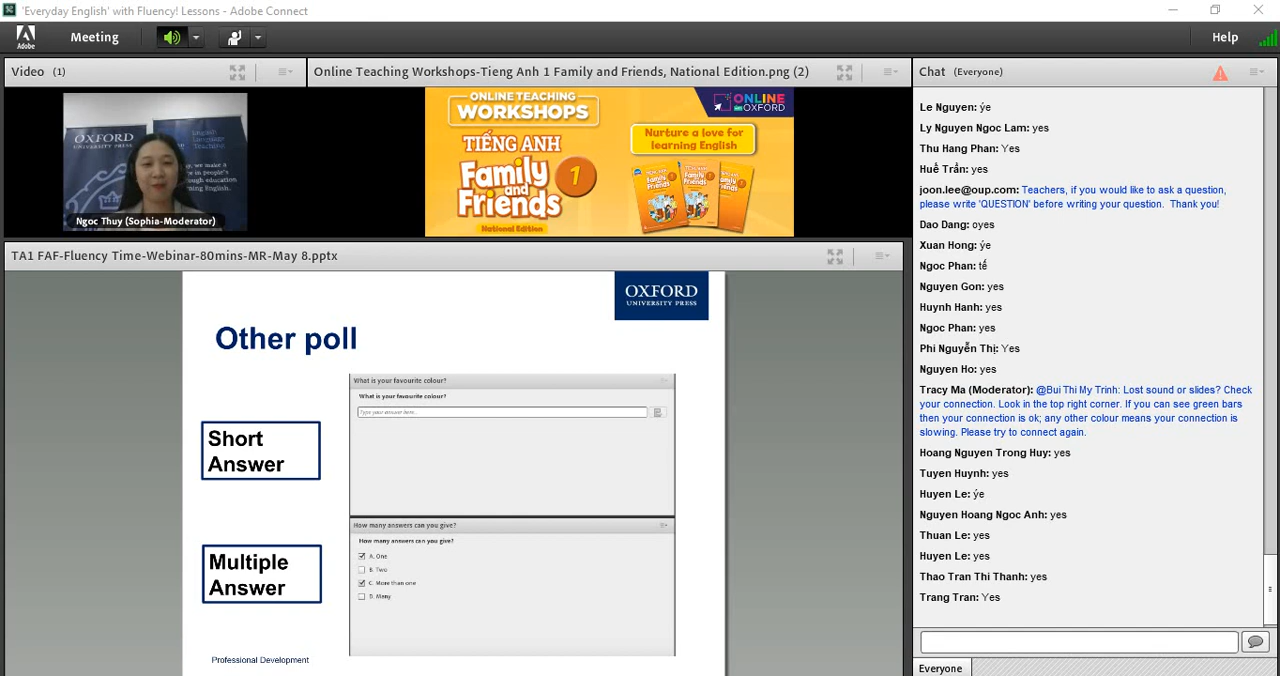 'Everyday English' with Fluency! Lessons - Adobe Connect
Adobe
Meeting
Help
Video (1)
OXFORD
UNIVERSITY PRESS
Ngoc Thuy (Sophia-Moderator)
Online Teaching Workshops-Tieng Anh 1 Family and Friends, National Edition.png (2)
ONLINE TEACHING
WORKSHOPS
TIẾNG ANH
Family
and
Friends
1
National Edition
ONLINE
OXFORD
Nurture a love for
learning English
TA1 FAF-Fluency Time-Webinar-80mins-MR-May 8.pptx
OXFORD
UNIVERSITY PRESS
Other poll
Short
Answer
What is your favourite colour?
What is your favourite colour?
Type your answer here...
Multiple
Answer
How many answers can you give?
How many answers can you give?
A. One
B. Two
C. More than one
D. Many
Professional Development
Chat (Everyone)
Le Nguyen: ýe
Ly Nguyen Ngoc Lam: yes
Thu Hang Phan: Yes
Huế Trần: yes
joon.lee@oup.com: Teachers, if you would like to ask a question,
please write 'QUESTION' before writing your question. Thank you!
Dao Dang: oyes
Xuan Hong: ýe
Ngoc Phan: tế
Nguyen Gon: yes
Huynh Hanh: yes
Ngoc Phan: yes
Phi Nguyễn Thị: Yes
Nguyen Ho: yes
Tracy Ma (Moderator): @Bui Thi My Trinh: Lost sound or slides? Check
your connection. Look in the top right corner. If you can see green bars
then your connection is ok; any other colour means your connection is
slowing. Please try to connect again.
Hoang Nguyen Trong Huy: yes
Tuyen Huynh: yes
Huyen Le: ýe
Nguyen Hoang Ngoc Anh: yes
Thuan Le: yes
Huyen Le: yes
Thao Tran Thi Thanh: yes
Trang Tran: Yes
Everyone